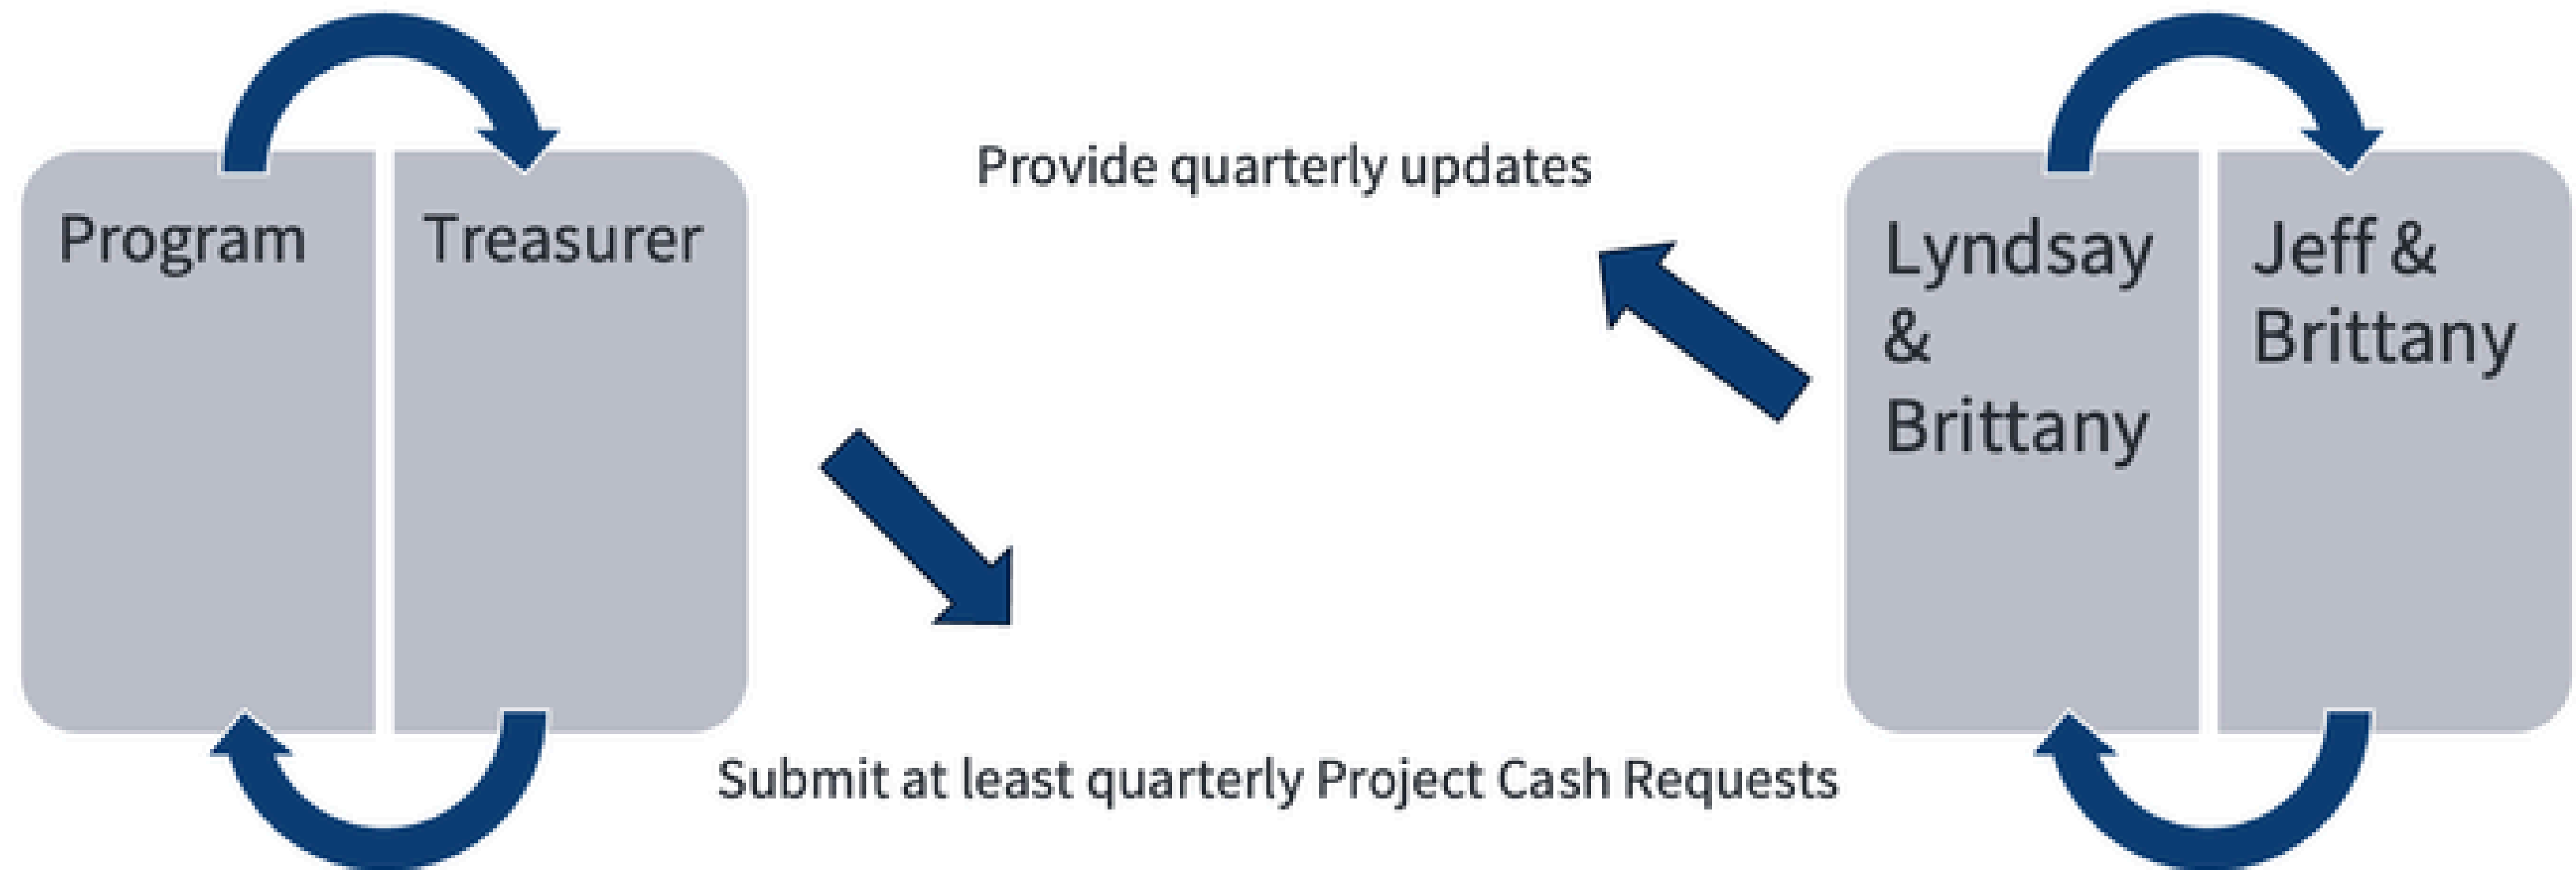 Program
Treasurer
Provide quarterly updates
Submit at least quarterly Project Cash Requests
Lyndsay
&
Brittany
Jeff &
Brittany